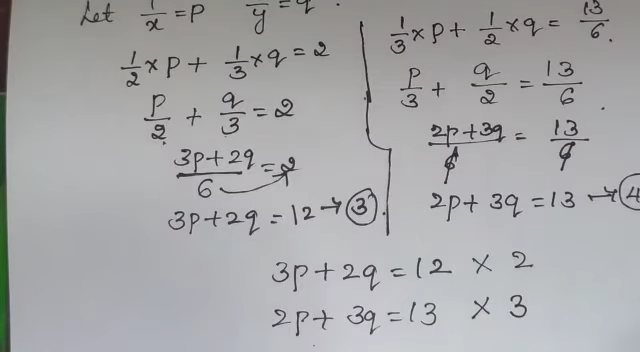 Let 1/x = p 1/y = q.
1/2 × p + 1/3 × q = 2
p/2 + q/3 = 2
3p+2q/6 = 2
3p+2q = 12 → ③
1/3 × p + 1/2 × q = 13/6.
p/3 + q/2 = 13/6
2p+3q/6 = 13/6
2p+3q = 13 → ④
3p+2q = 12 × 2
2p+3q = 13 × 3